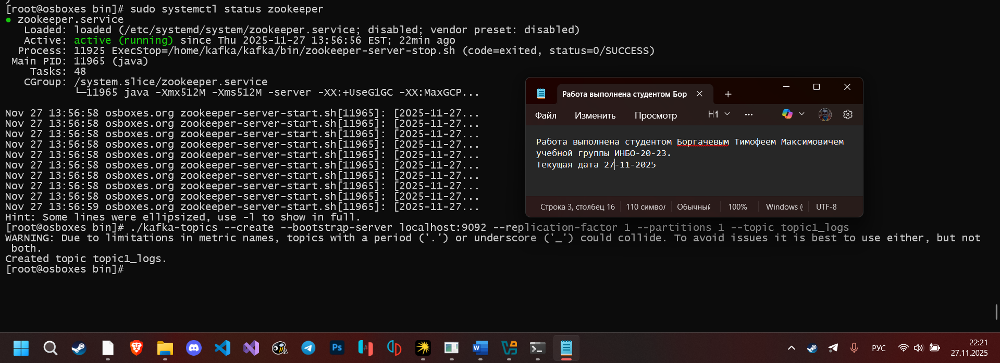 [root@osboxes bin]# sudo systemctl status zookeeper
● zookeeper.service
Loaded: loaded (/etc/systemd/system/zookeeper.service; disabled; vendor preset: disabled)
Active: active (running) since Thu 2025-11-27 13:56:56 EST; 22min ago
Process: 11925 ExecStop=/home/kafka/kafka/bin/zookeeper-server-stop.sh (code=exited, status=0/SUCCESS)
Main PID: 11965 (java)
Tasks: 48
CGroup: /system.slice/zookeeper.service
└─11965 java -Xmx512M -Xms512M -server -XX:+UseG1GC -XX:MaxGCP...
Nov 27 13:56:58 osboxes.org zookeeper-server-start.sh[11965]: [2025-11-27...
Nov 27 13:56:58 osboxes.org zookeeper-server-start.sh[11965]: [2025-11-27...
Nov 27 13:56:58 osboxes.org zookeeper-server-start.sh[11965]: [2025-11-27...
Nov 27 13:56:58 osboxes.org zookeeper-server-start.sh[11965]: [2025-11-27...
Nov 27 13:56:58 osboxes.org zookeeper-server-start.sh[11965]: [2025-11-27...
Nov 27 13:56:58 osboxes.org zookeeper-server-start.sh[11965]: [2025-11-27...
Nov 27 13:56:58 osboxes.org zookeeper-server-start.sh[11965]: [2025-11-27...
Nov 27 13:56:58 osboxes.org zookeeper-server-start.sh[11965]: [2025-11-27...
Nov 27 13:56:58 osboxes.org zookeeper-server-start.sh[11965]: [2025-11-27...
Nov 27 13:56:59 osboxes.org zookeeper-server-start.sh[11965]: [2025-11-27...
Hint: Some lines were ellipsized, use -l to show in full.
[root@osboxes bin]# ./kafka-topics --create --bootstrap-server localhost:9092 --replication-factor 1 --partitions 1 --topic topic1_logs
WARNING: Due to limitations in metric names, topics with a period ('.') or underscore ('_') could collide. To avoid issues it is best to use either, but not
both.
Created topic topic1_logs.
[root@osboxes bin]#
Работа выполнена студентом Бор
Файл Изменить Просмотр H1
Работа выполнена студентом Боргачевым Тимофеем Максимовичем
учебной группы ИНБО-20-23.
Текущая дата 27-11-2025
Строка 3, столбец 16 110 симвoл Обычный 100% Windows ( UTF-8
Ps
W
РУС
22:21
27.11.2025